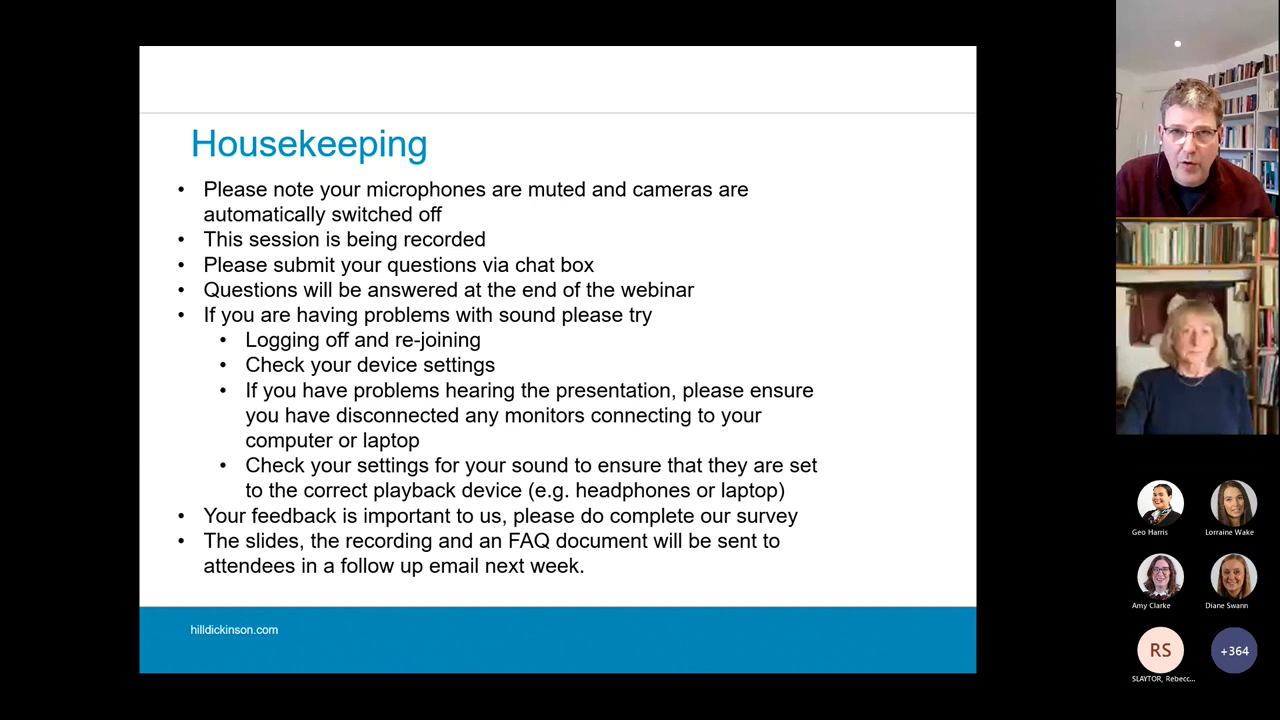 Housekeeping
• Please note your microphones are muted and cameras are
automatically switched off
• This session is being recorded
• Please submit your questions via chat box
• Questions will be answered at the end of the webinar
• If you are having problems with sound please try
• Logging off and re-joining
• Check your device settings
• If you have problems hearing the presentation, please ensure
you have disconnected any monitors connecting to your
computer or laptop
• Check your settings for your sound to ensure that they are set
to the correct playback device (e.g. headphones or laptop)
• Your feedback is important to us, please do complete our survey
• The slides, the recording and an FAQ document will be sent to
attendees in a follow up email next week.
hilldickinson.com
Geo Harris
Lorraine Wake
Amy Clarke
Diane Swann
RS
+364
SLAYTOR, Rebecc...